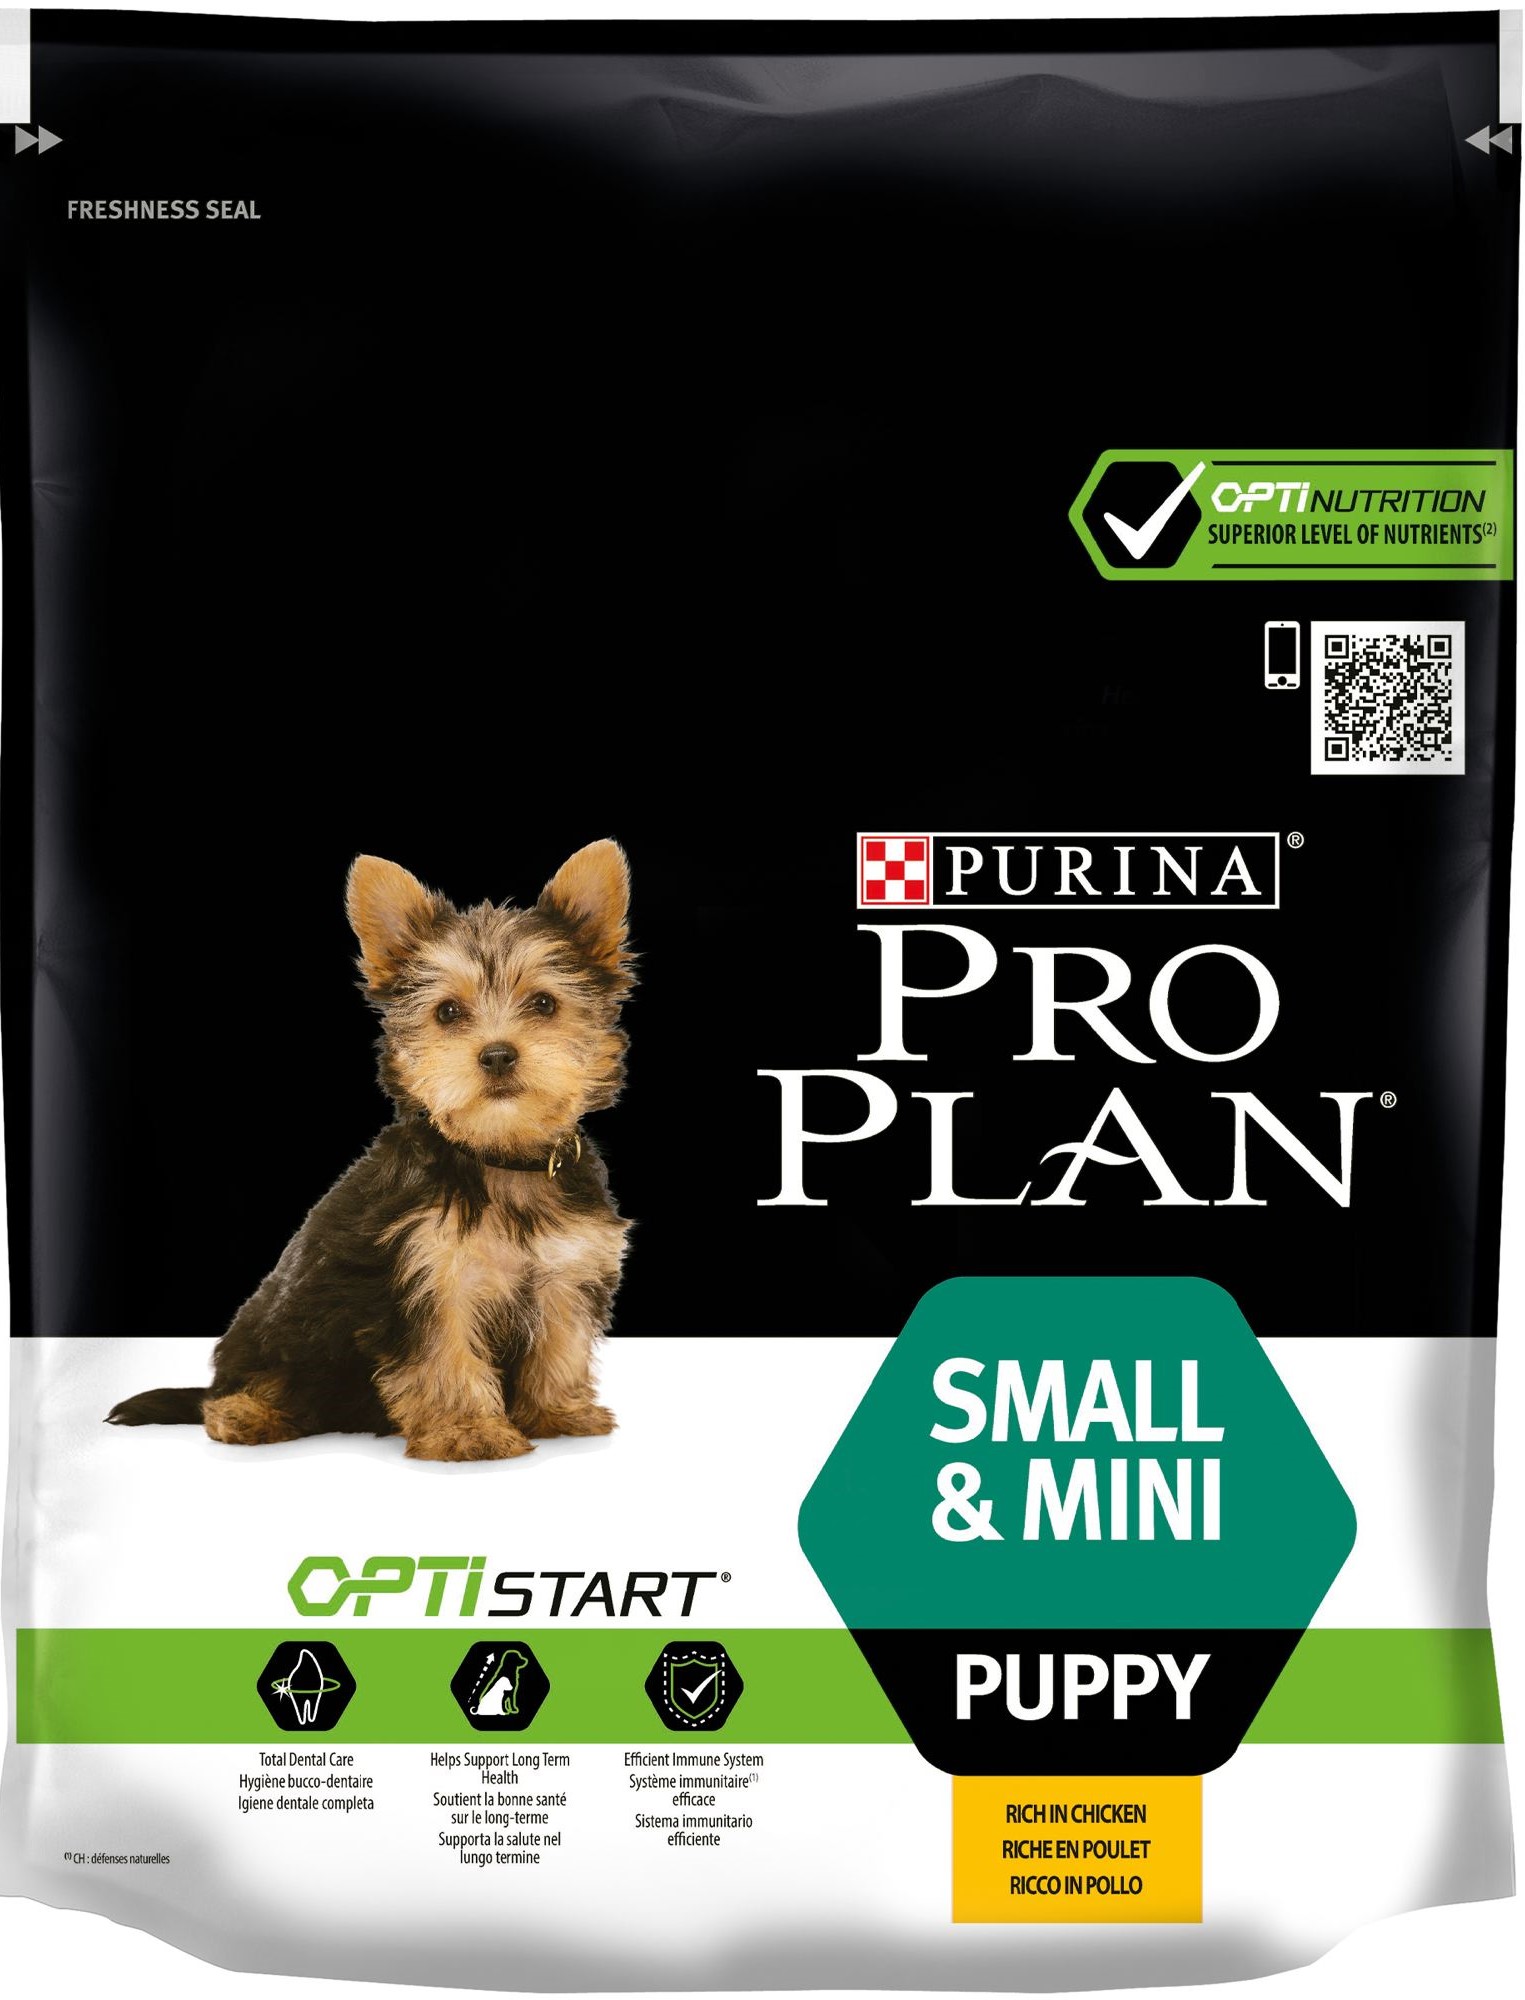 FRESHNESS SEAL
OPTINUTRITION
SUPERIOR LEVEL OF NUTRIENTS(2)
PURINA®
PRO
PLAN®
SMALL
& MINI
PUPPY
RICH IN CHICKEN
RICHE EN POULET
RICCO IN POLLO
OPTISTART®
Total Dental Care
Hygiène bucco-dentaire
Igiene dentale completa
Helps Support Long Term
Health
Soutient la bonne santé
sur le long-terme
Supporta la salute nel
lungo termine
Efficient Immune System
Système immunitaire(1)
efficace
Sistema immunitario
efficiente
(1) CH : défenses naturelles